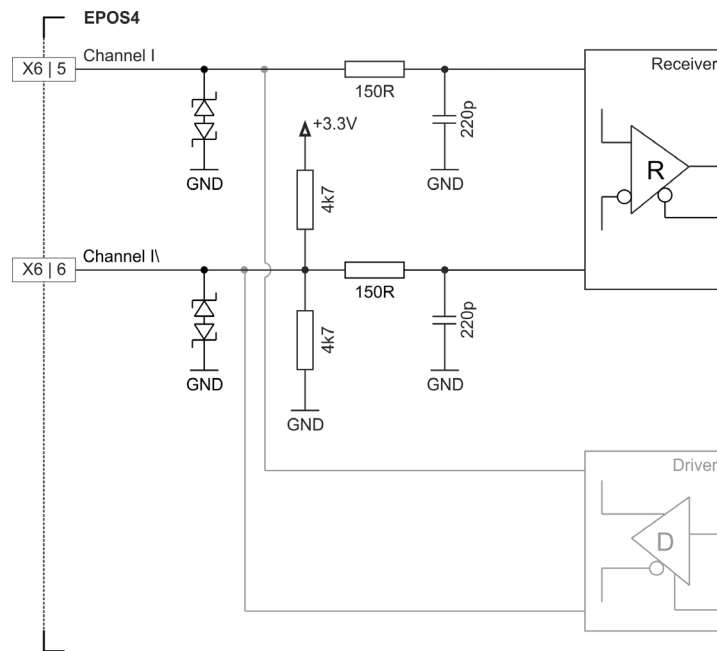 EPOS4
X6 | 5
Channel I
Receiver
150R
220p
+3.3V
GND
GND
4k7
R
X6 | 6
Channel I\
150R
220p
4k7
GND
GND
GND
Driver
D